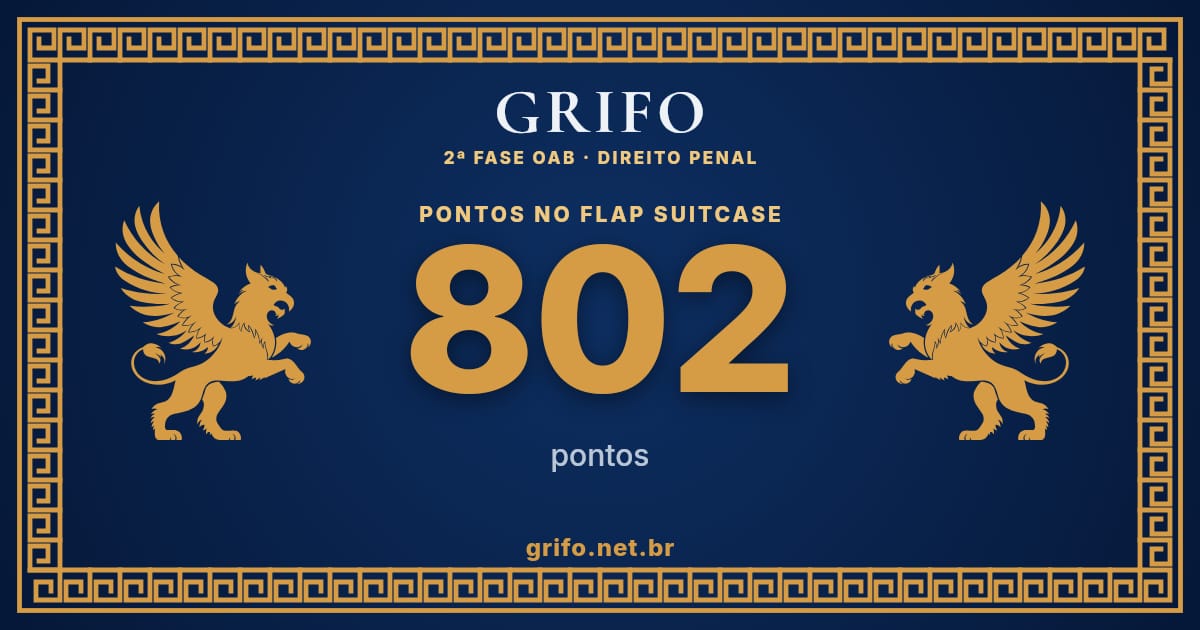 GRIFO
2ª FASE OAB · DIREITO PENAL
PONTOS NO FLAP SUITCASE
802
pontos
grifo.net.br